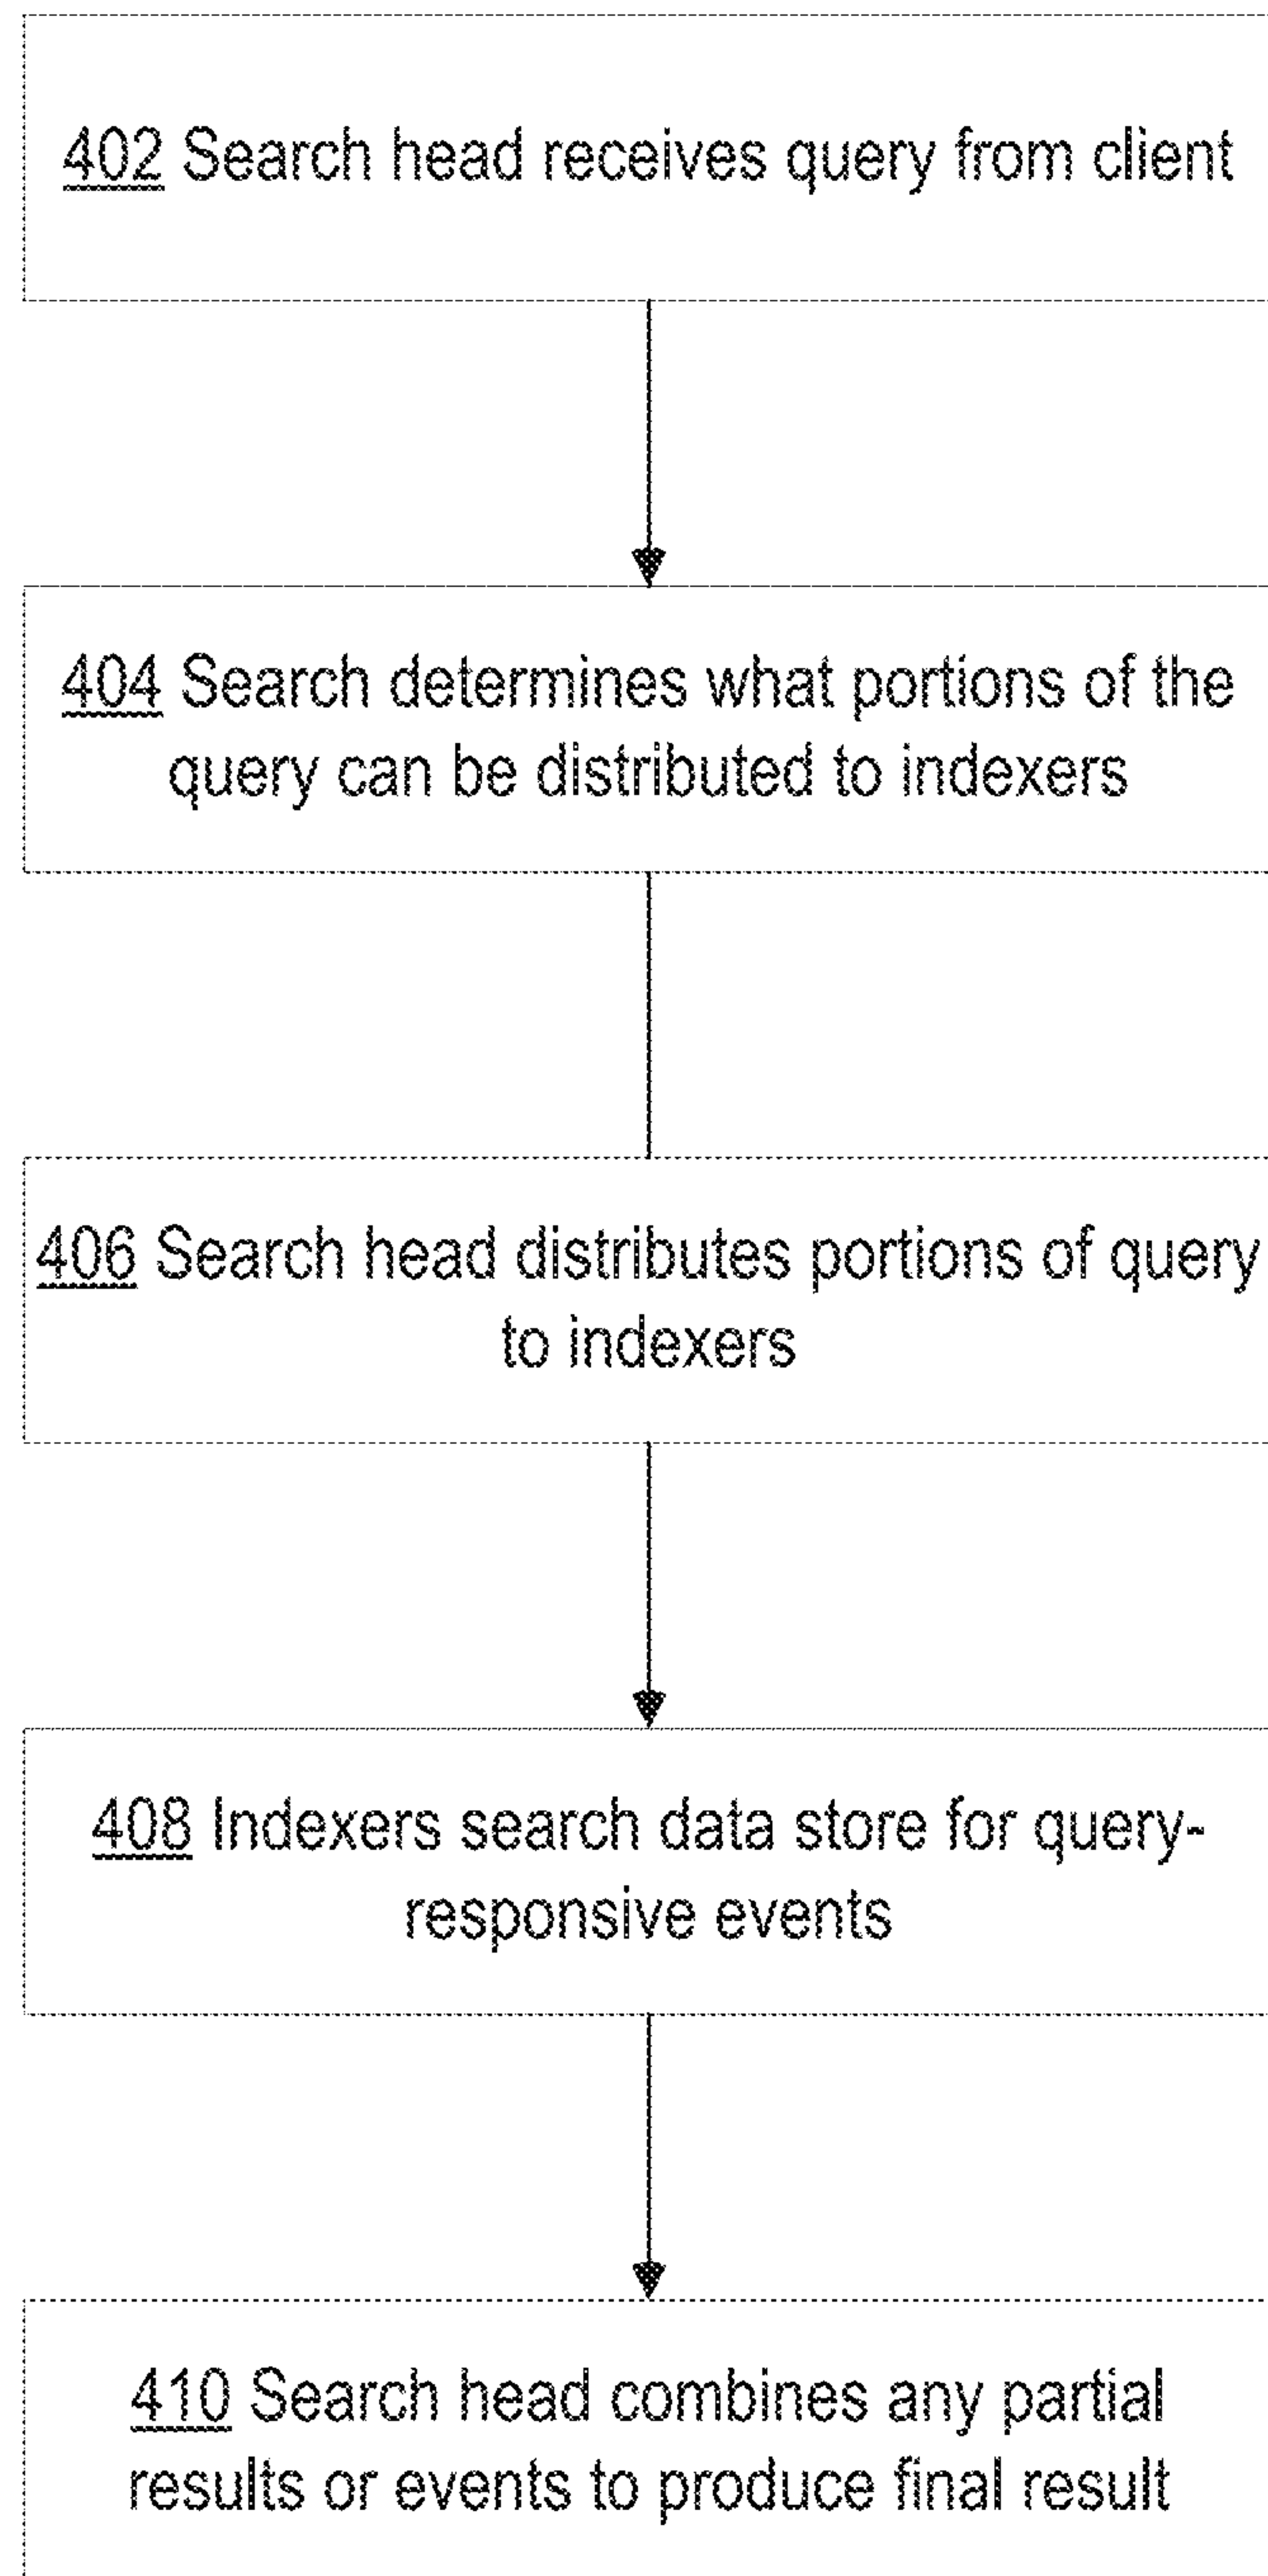 402 Search head receives query from client
404 Search determines what portions of the
query can be distributed to indexers
406 Search head distributes portions of query
to indexers
408 Indexers search data store for query-
responsive events
410 Search head combines any partial
results or events to produce final result